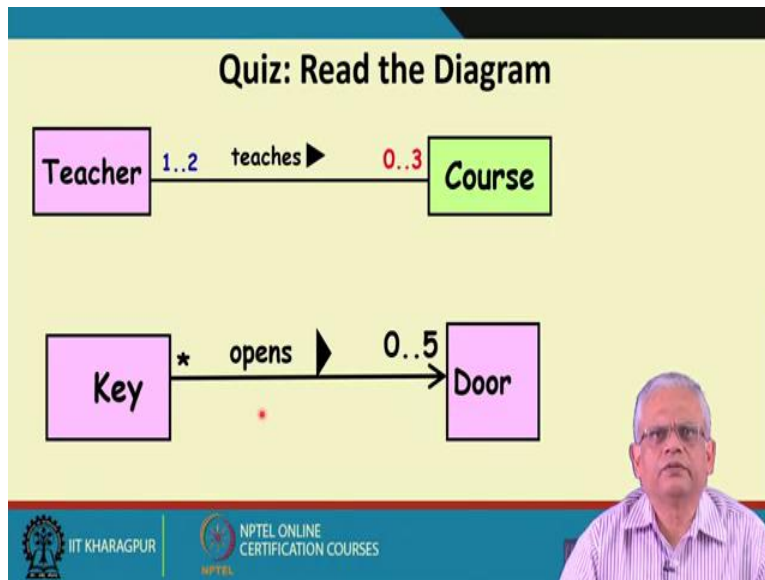 Quiz: Read the Diagram
Teacher 1..2 teaches 0..3 Course
Key * opens 0..5 Door
IIT KHARAGPUR
NPTEL
NPTEL ONLINE
CERTIFICATION COURSES